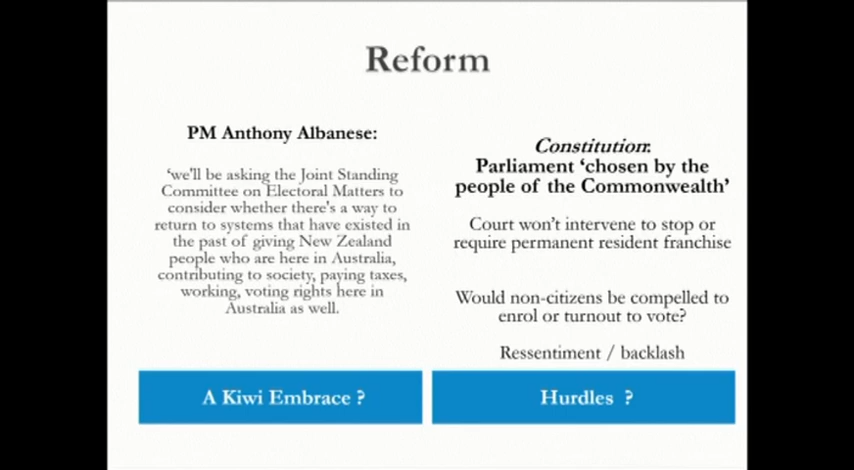 Reform
PM Anthony Albanese:
‘we'll be asking the Joint Standing
Committee on Electoral Matters to
consider whether there's a way to
return to systems that have existed in
the past of giving New Zealand
people who are here in Australia,
contributing to society, paying taxes,
working, voting rights here in
Australia as well.
A Kiwi Embrace ?
Constitution:
Parliament ‘chosen by the
people of the Commonwealth’
Court won’t intervene to stop or
require permanent resident franchise
Would non-citizens be compelled to
enrol or turnout to vote?
Ressentiment / backlash
Hurdles ?